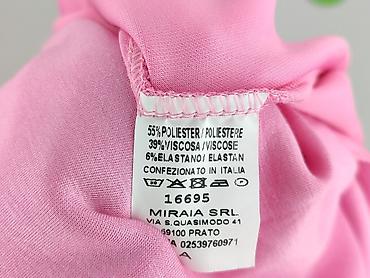 55% POLIESTER / POLIESTERE
39% VISCOSA / VISCOSE
6% ELASTANO / ELASTAN
CONFEZIONATO IN ITALIA
16695
MIRAIA SRL
VIA S. QUASIMODO 41
59100 PRATO
02539760971